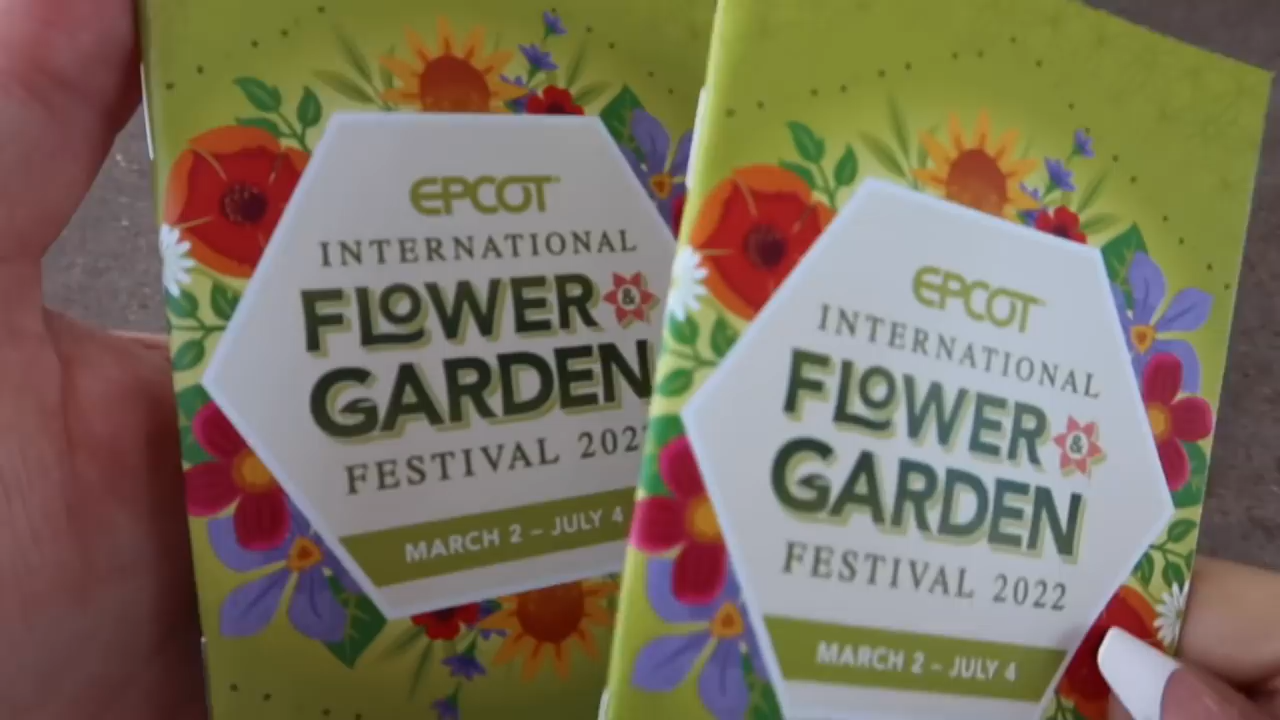 EPCOT
INTERNATIONAL
FLOWER &
GARDEN
FESTIVAL 202
MARCH 2 – JULY 4
EPCOT
INTERNATIONAL
FLOWER &
GARDEN
FESTIVAL 2022
MARCH 2 – JULY 4